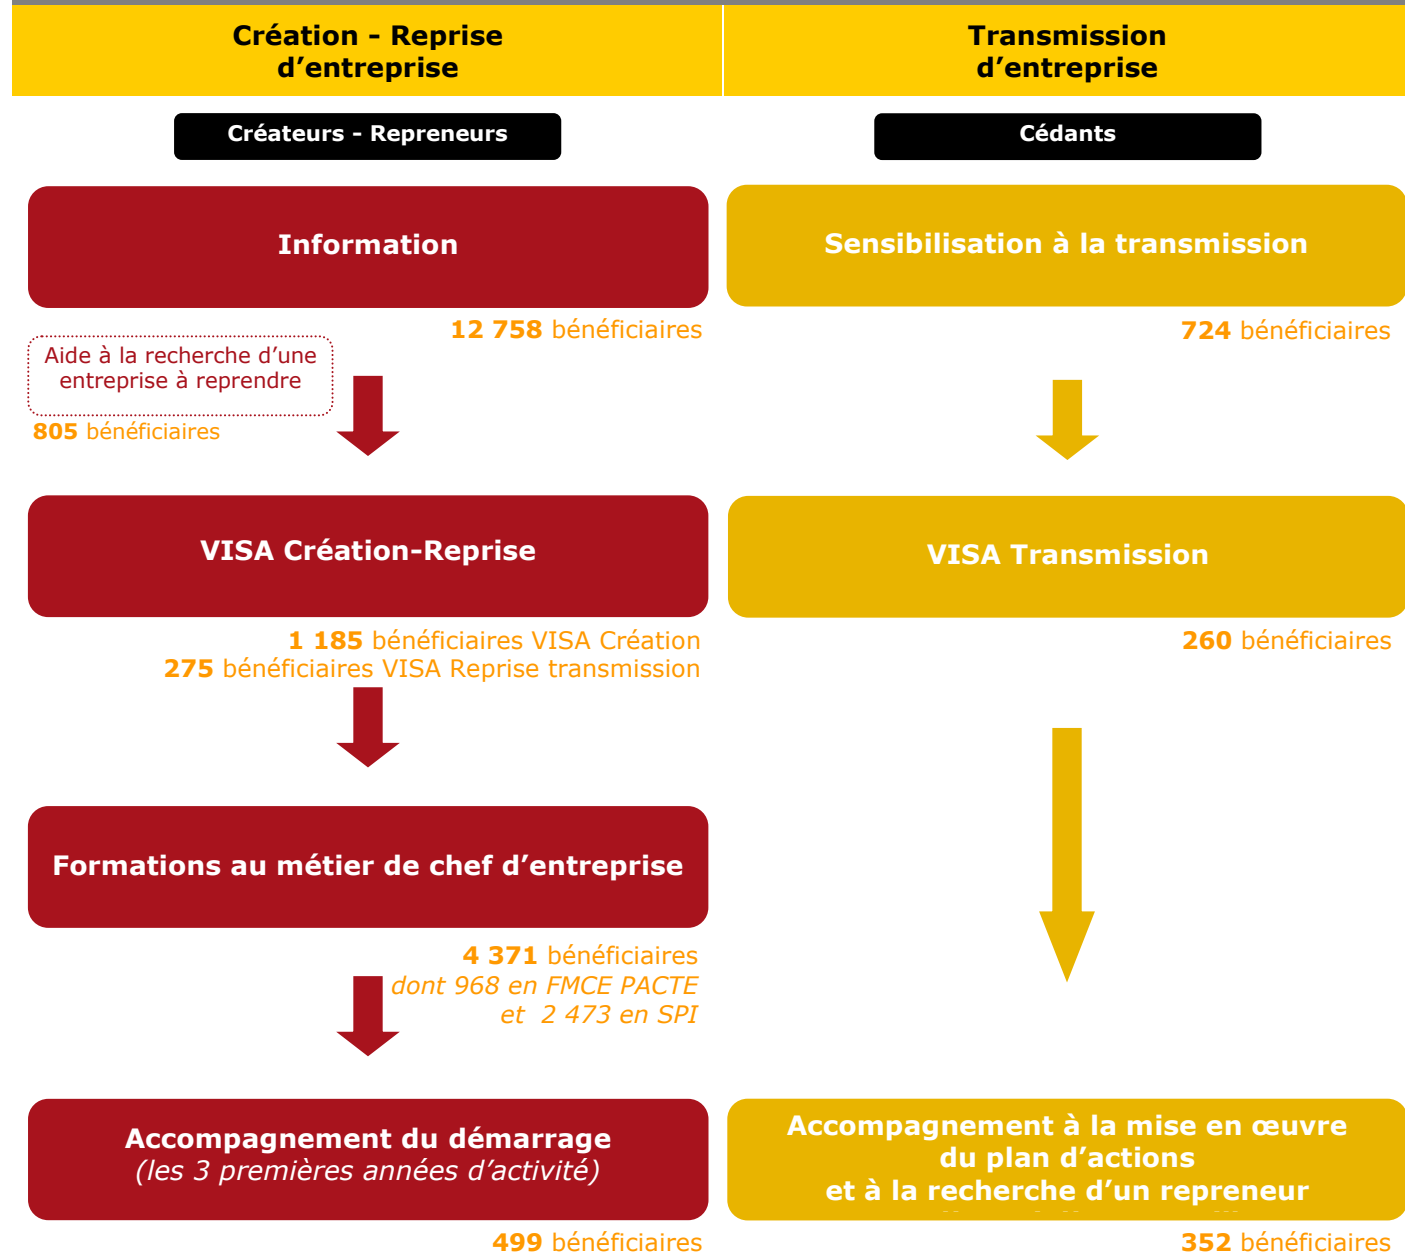 Création - Reprise
d’entreprise
Transmission
d’entreprise
Créateurs - Repreneurs
Cédants
Information
Sensibilisation à la transmission
12 758 bénéficiaires
724 bénéficiaires
Aide à la recherche d’une
entreprise à reprendre
805 bénéficiaires
VISA Création-Reprise
VISA Transmission
1 185 bénéficiaires VISA Création
275 bénéficiaires VISA Reprise transmission
260 bénéficiaires
Formations au métier de chef d’entreprise
4 371 bénéficiaires
dont 968 en FMCE PACTE
et 2 473 en SPI
Accompagnement du démarrage
(les 3 premières années d’activité)
Accompagnement à la mise en œuvre
du plan d’actions
et à la recherche d’un repreneur
499 bénéficiaires
352 bénéficiaires